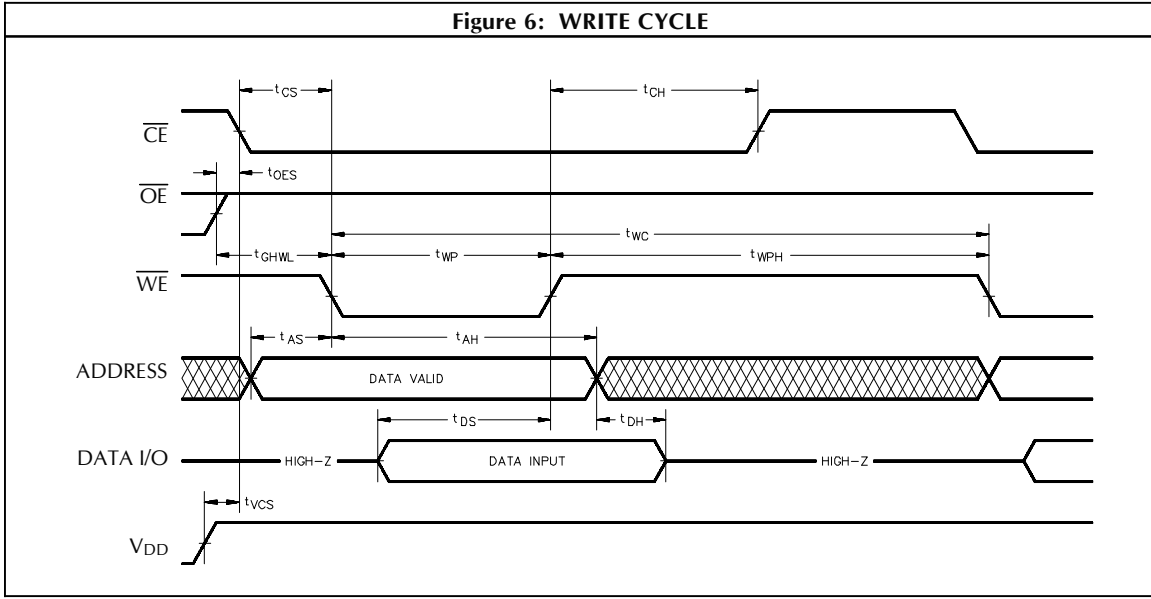 Figure 6: WRITE CYCLE
tCS
tCH
CE
tOES
OE
tWC
tGHWL
tWP
tWPH
WE
tAS
tAH
ADDRESS
DATA VALID
tDS
tDH
DATA I/O
HIGH-Z
DATA INPUT
HIGH-Z
tVCS
VDD